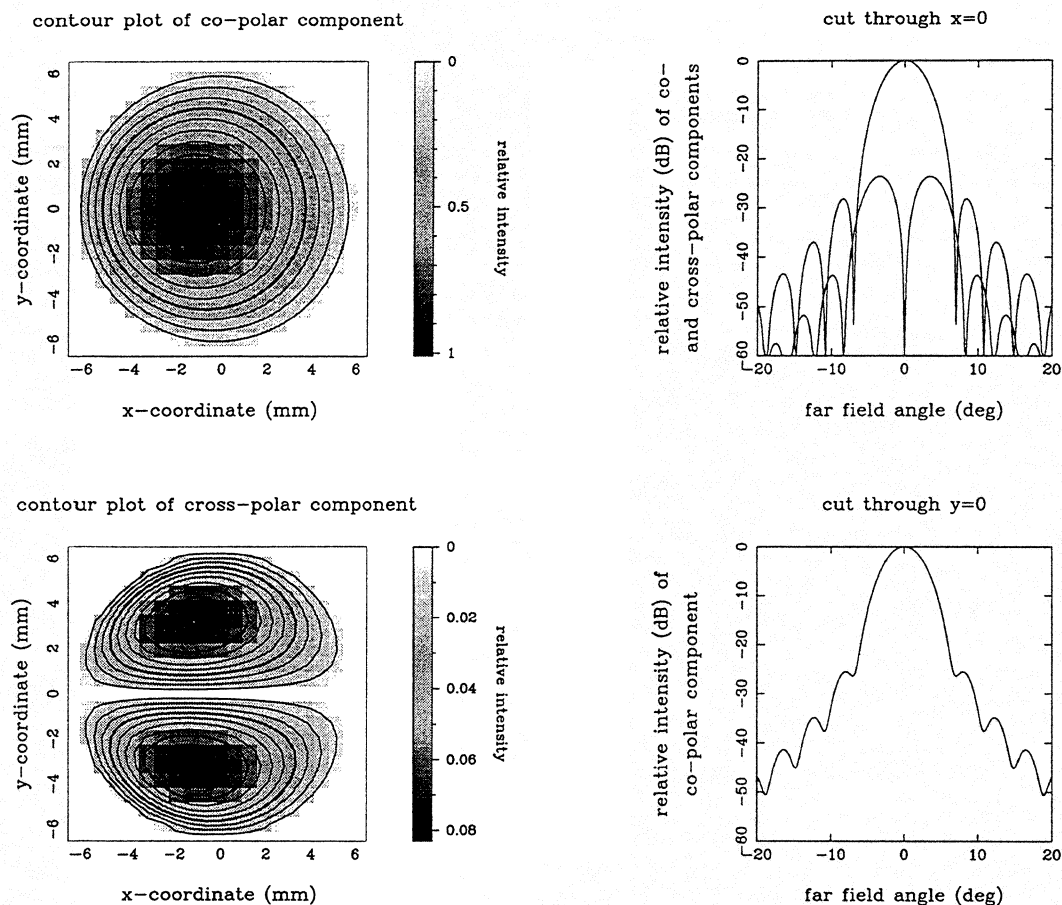 contour plot of co-polar component
6
4
2
0
-2
-4
-6
y-coordinate (mm)
-6 -4 -2 0 2 4 6
x-coordinate (mm)
0
0.5
1
relative intensity
cut through x=0
0
-10
-20
-30
-40
-50
-60
relative intensity (dB) of co-
and cross-polar components
-20 -10 0 10 20
far field angle (deg)
contour plot of cross-polar component
6
4
2
0
-2
-4
-6
y-coordinate (mm)
-6 -4 -2 0 2 4 6
x-coordinate (mm)
0
0.02
0.04
0.06
0.08
relative intensity
cut through y=0
0
-10
-20
-30
-40
-50
-60
-80
relative intensity (dB) of
co-polar component
-20 -10 0 10 20
far field angle (deg)